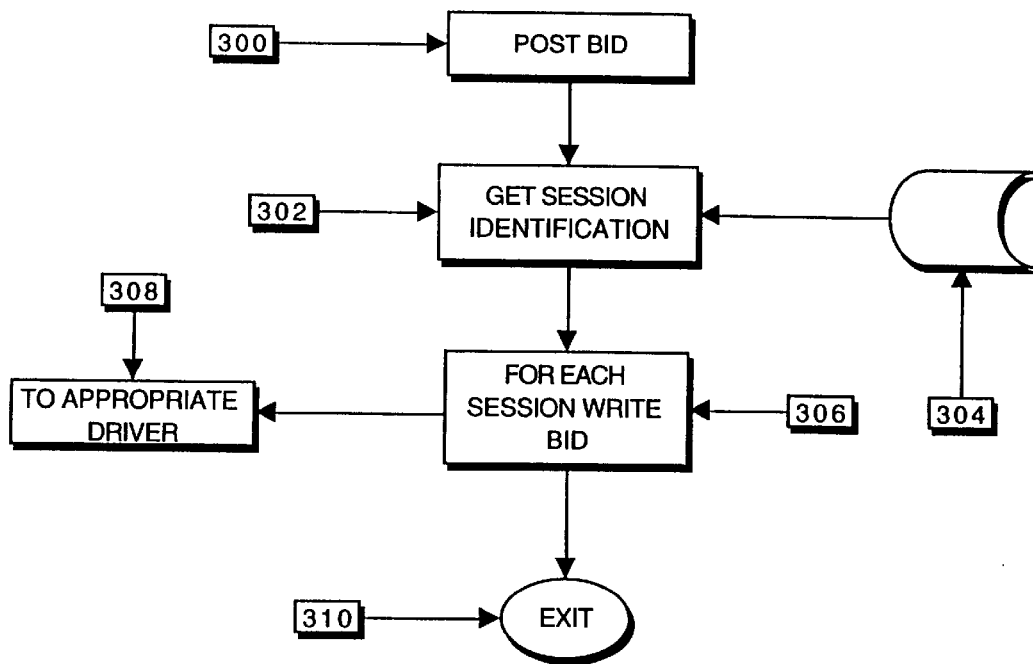 300
POST BID
302
GET SESSION
IDENTIFICATION
308
TO APPROPRIATE
DRIVER
FOR EACH
SESSION WRITE
BID
306
304
310
EXIT